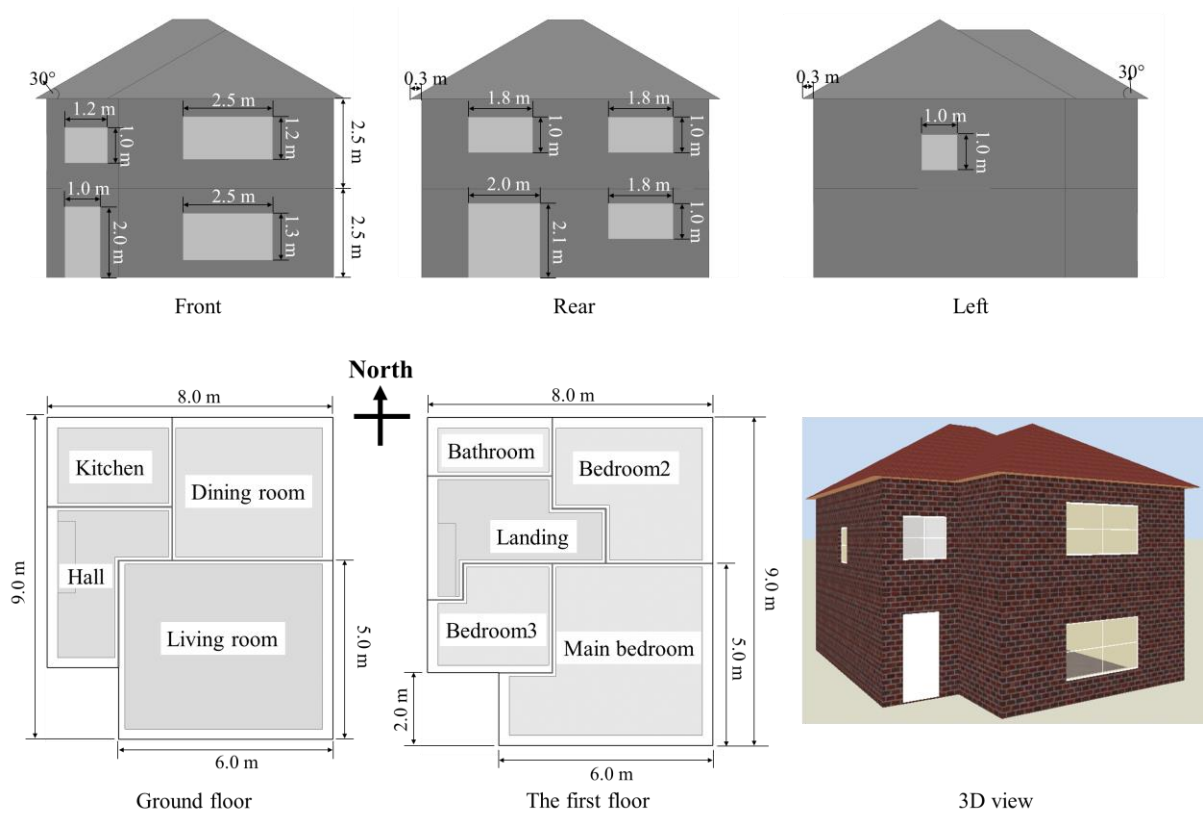 30°
1.2 m
1.0 m
2.5 m
1.2 m
2.5 m
1.0 m
2.0 m
2.5 m
1.3 m
2.5 m
Front
0.3 m
1.8 m
1.0 m
1.8 m
1.0 m
2.0 m
2.1 m
1.8 m
1.0 m
Rear
0.3 m
30°
1.0 m
1.0 m
Left
North
8.0 m
9.0 m
Kitchen
Dining room
Hall
Living room
5.0 m
6.0 m
Ground floor
8.0 m
Bathroom
Bedroom2
Landing
Bedroom3
Main bedroom
9.0 m
5.0 m
2.0 m
6.0 m
The first floor
3D view